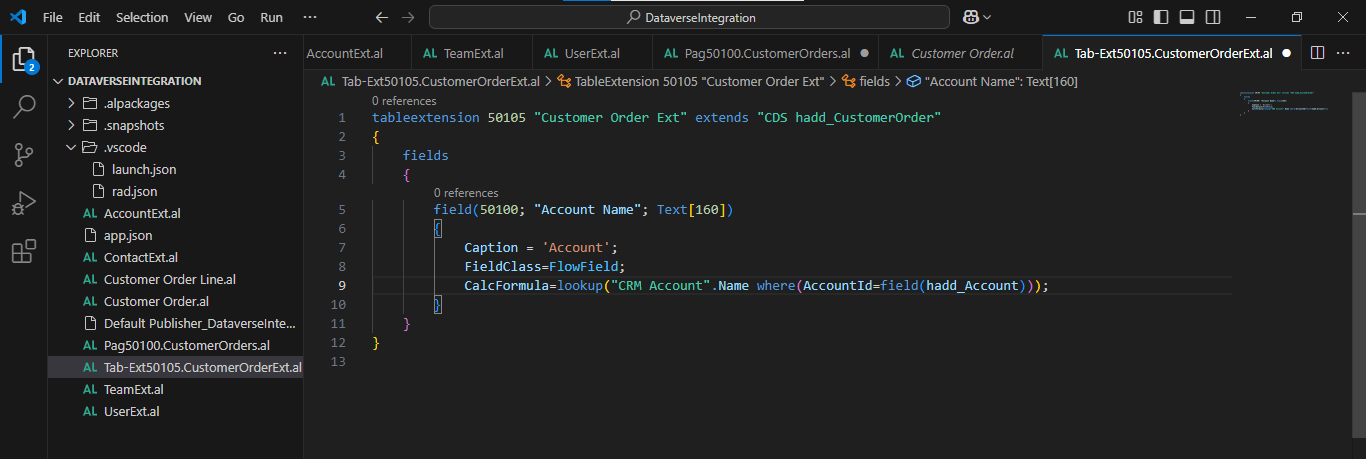 File Edit Selection View Go Run ··· DataverseIntegration
EXPLORER ···
AccountExt.al AL TeamExt.al AL UserExt.al AL Pag50100.CustomerOrders.al AL Customer Order.al AL Tab-Ext50105.CustomerOrderExt.al ···
DATAVERSEINTEGRATION
.alpackages
.snapshots
.vscode
launch.json
rad.json
AL AccountExt.al
app.json
AL ContactExt.al
AL Customer Order Line.al
AL Customer Order.al
Default Publisher_DataverseInte...
AL Pag50100.CustomerOrders.al
AL Tab-Ext50105.CustomerOrderExt.al
AL TeamExt.al
AL UserExt.al
2
AL Tab-Ext50105.CustomerOrderExt.al > TableExtension 50105 "Customer Order Ext" > fields > "Account Name": Text[160]
0 references
1 tableextension 50105 "Customer Order Ext" extends "CDS hadd_CustomerOrder"
2 {
3 fields
4 {
0 references
5 field(50100; "Account Name"; Text[160])
6 {
7 Caption = 'Account';
8 FieldClass=FlowField;
9 CalcFormula=lookup("CRM Account".Name where(AccountId=field(hadd_Account)));
10 }
11 }
12 }
13